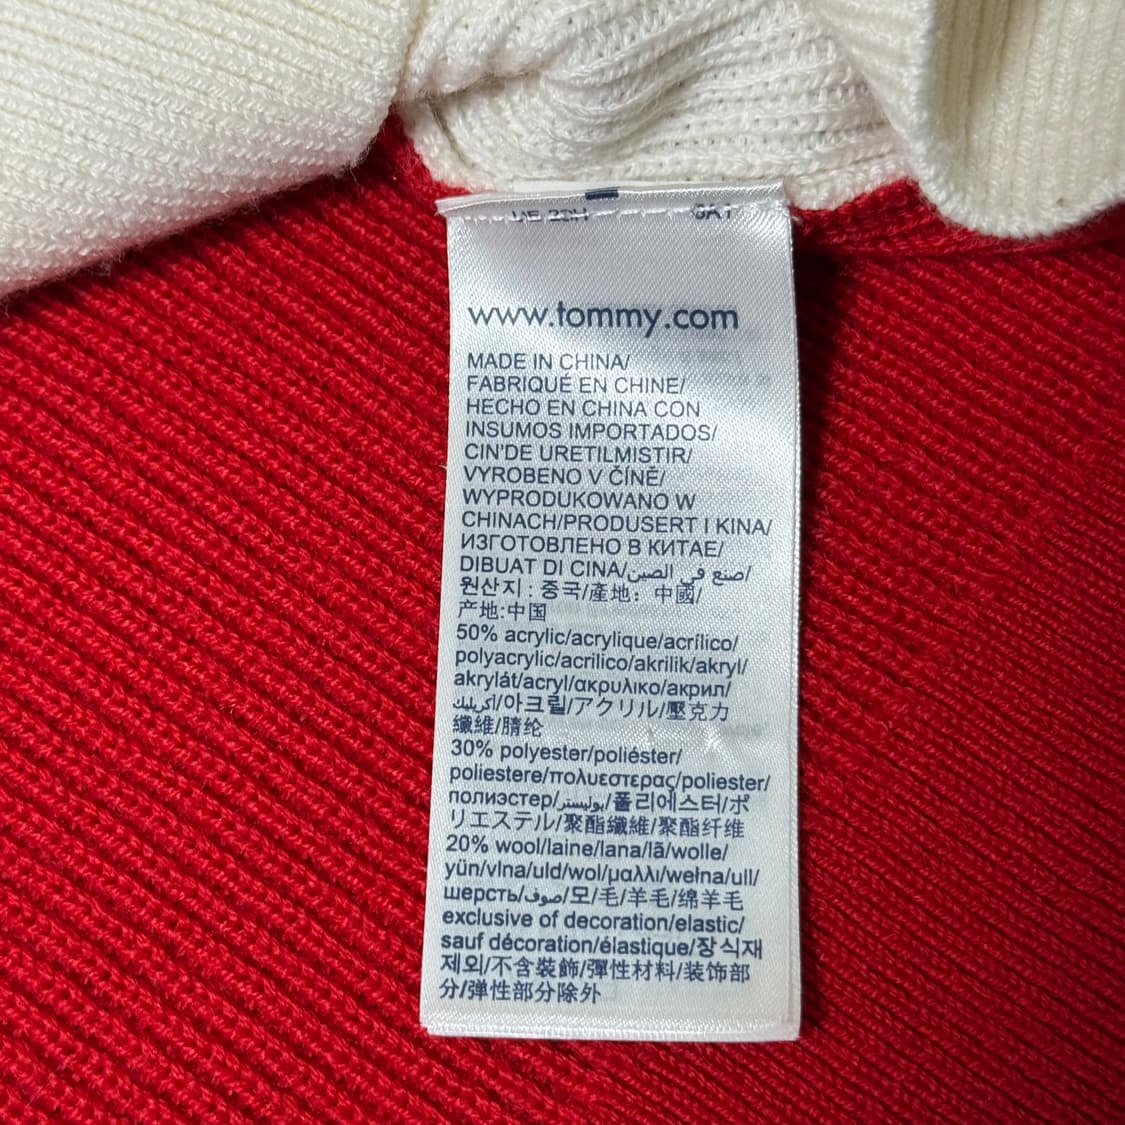 www.tommy.com
MADE IN CHINA/
FABRIQUÉ EN CHINE/
HECHO EN CHINA CON
INSUMOS IMPORTADOS/
CIN'DE URETILMISTIR/
VYROBENO V ČÍNĚ/
WYPRODUKOWANO W
CHINACH/PRODUSERT I KINA/
ИЗГОТОВЛЕНО В КИТАЕ/
DIBUAT DI CINA/صنع في الصين/
원산지 : 중국/產地：中國/
产地:中国
50% acrylic/acrylique/acrílico/
polyacrylic/acrilico/akrilik/akryl/
akrylát/acryl/ακρυλικο/акрил/
أكريليك/아크릴/アクリル/壓克力
纖維/腈纶
30% polyester/poliéster/
poliestere/πολυεστερας/poliester/
полиэстер/بوليستر/폴리에스터/ポ
リエステル/聚酯纖維/聚酯纤维
20% wool/laine/lana/lã/wolle/
yün/vlna/uld/wol/μαλλι/wełna/ull/
шерсть/صوف/모/毛/羊毛/绵羊毛
exclusive of decoration/elastic/
sauf décoration/élastique/장식재
제외/不含裝飾/彈性材料/装饰部
分/弹性部分除外